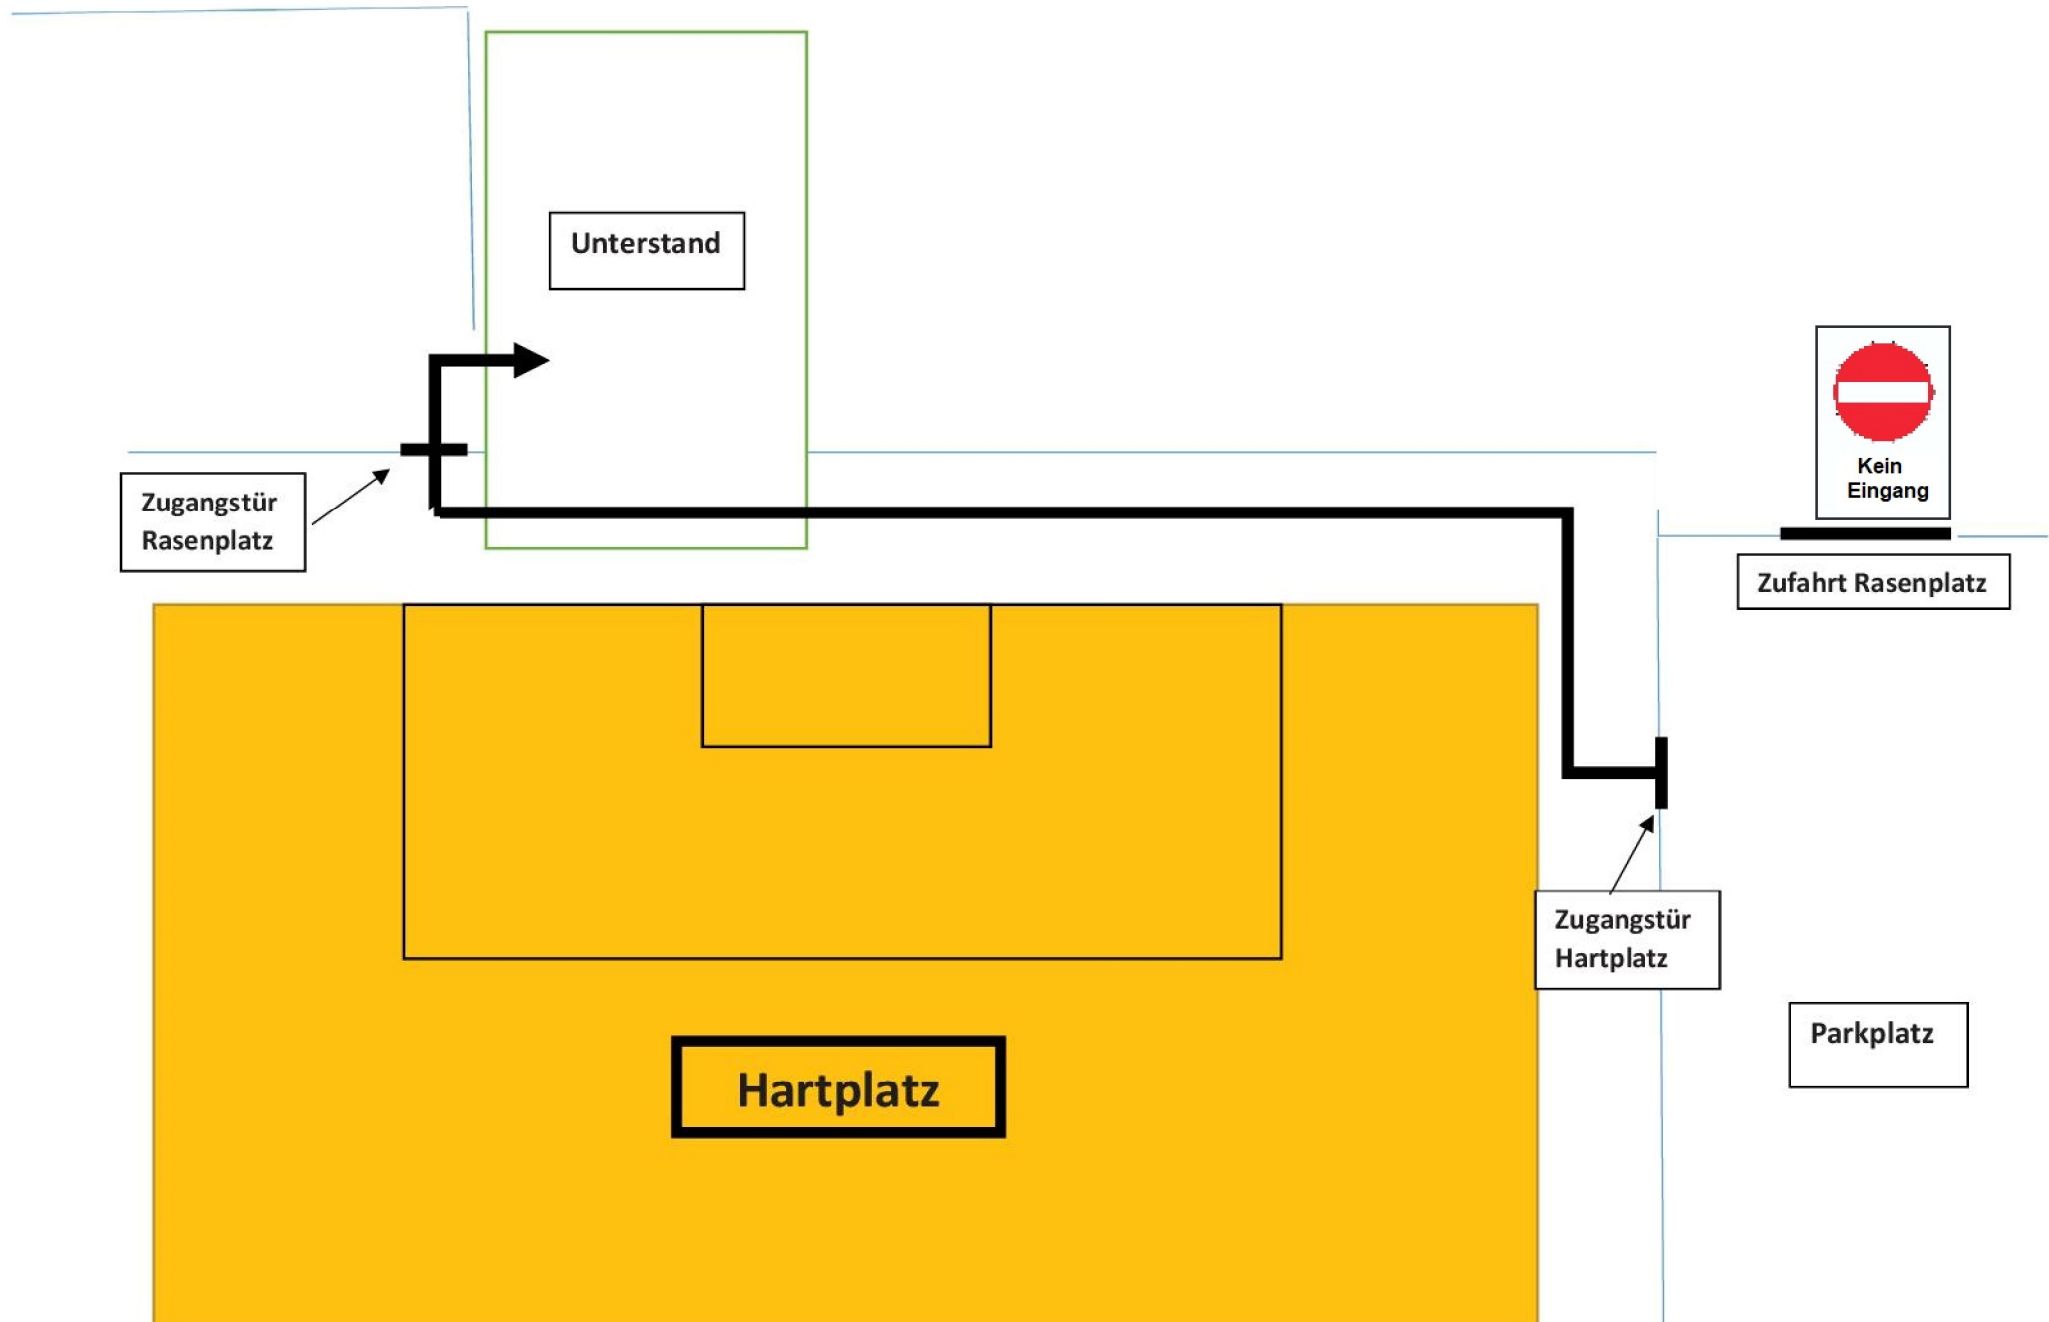 Unterstand
Kein
Eingang
Zugangstür
Rasenplatz
Zufahrt Rasenplatz
Zugangstür
Hartplatz
Parkplatz
Hartplatz